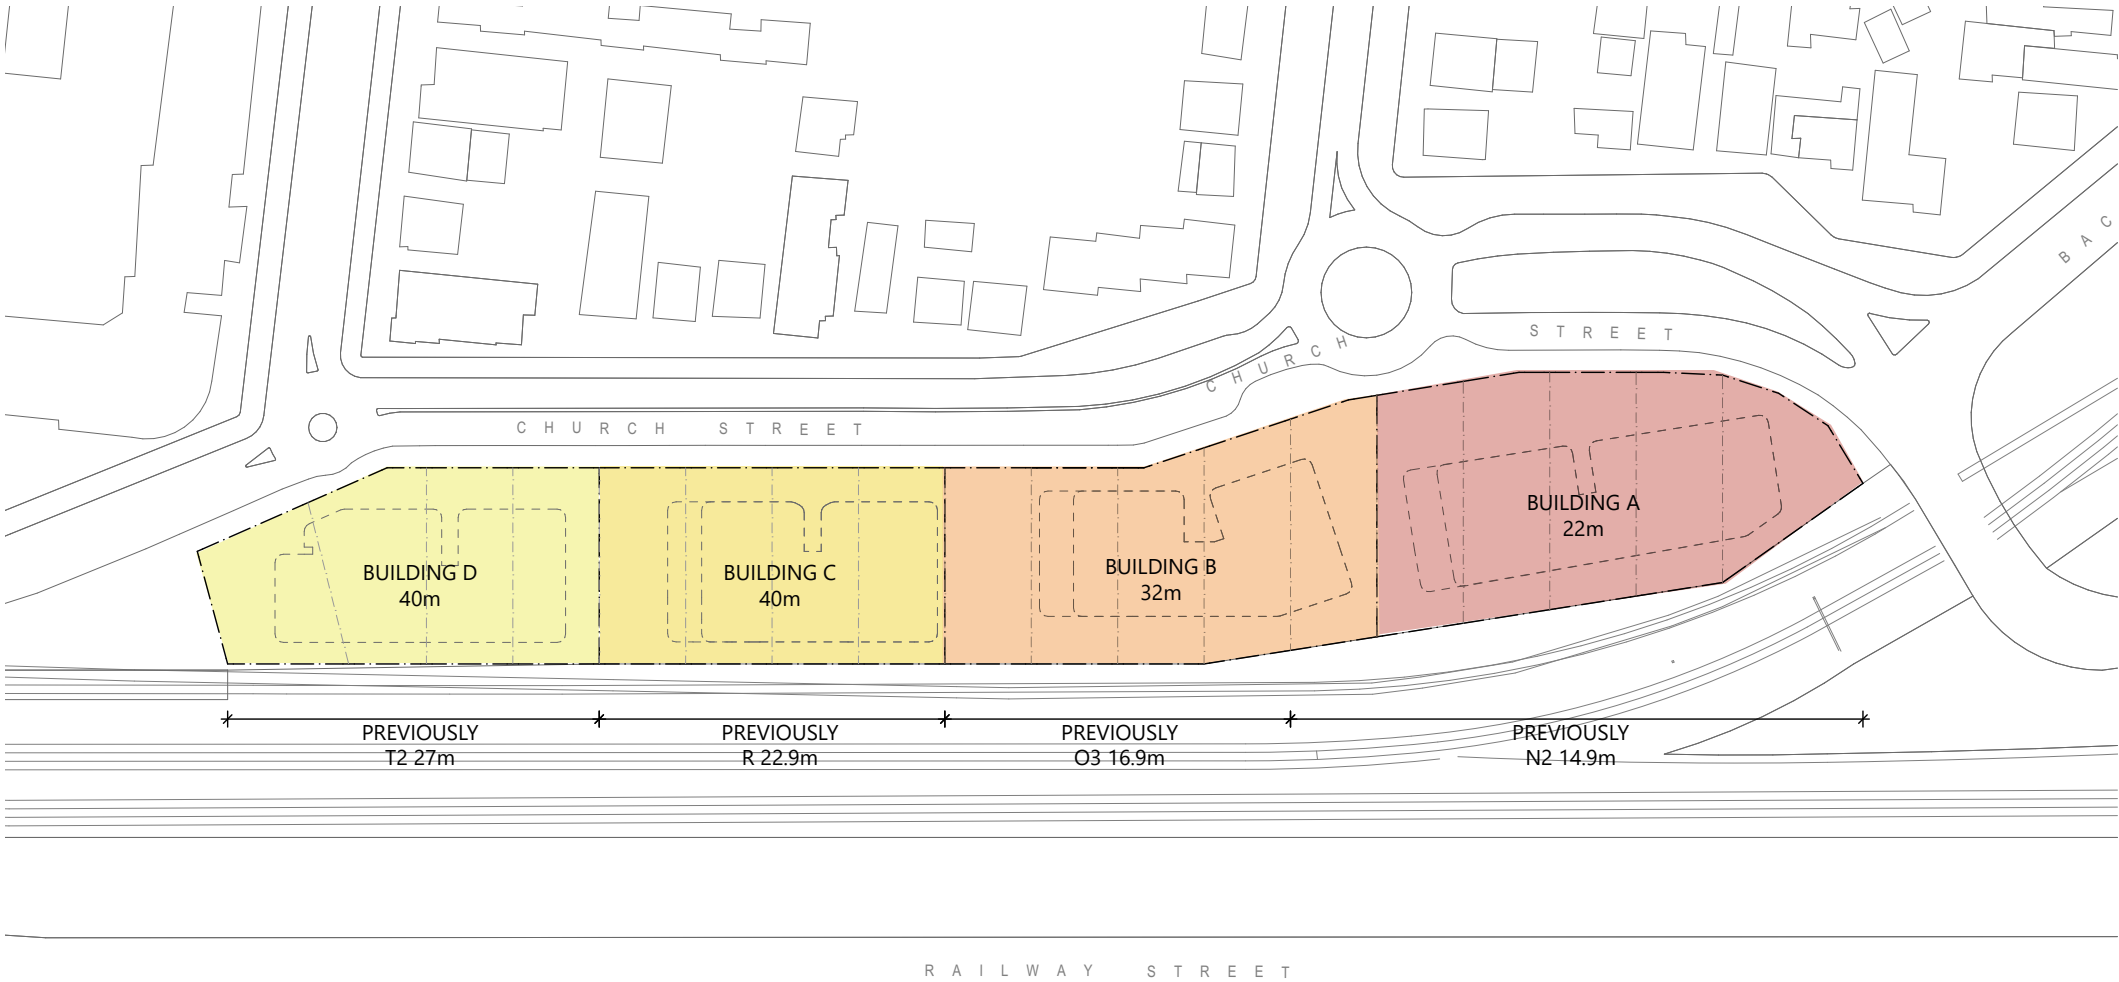 BAC
STREET
CHURCH
CHURCH STREET
BUILDING A
22m
BUILDING B
32m
BUILDING C
40m
BUILDING D
40m
PREVIOUSLY
T2 27m
PREVIOUSLY
R 22.9m
PREVIOUSLY
O3 16.9m
PREVIOUSLY
N2 14.9m
RAILWAY STREET